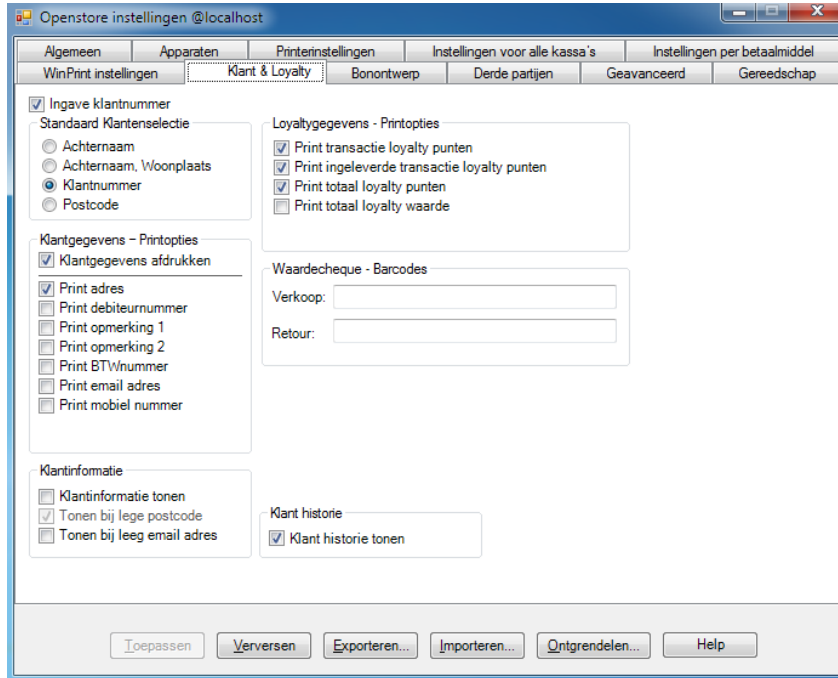 Openstore instellingen @localhost
Algemeen Apparaten Printerinstellingen Instellingen voor alle kassa's Instellingen per betaalmiddel
WinPrint instellingen Klant & Loyalty Bonontwerp Derde partijen Geavanceerd Gereedschap
Ingave klantnummer
Standaard Klantenselectie
Achternaam
Achternaam, Woonplaats
Klantnummer
Postcode
Loyaltygegevens - Printopties
Print transactie loyalty punten
Print ingeleverde transactie loyalty punten
Print totaal loyalty punten
Print totaal loyalty waarde
Klantgegevens – Printopties
Klantgegevens afdrukken
Print adres
Print debiteurnummer
Print opmerking 1
Print opmerking 2
Print BTWnummer
Print email adres
Print mobiel nummer
Waardecheque - Barcodes
Verkoop:
Retour:
Klantinformatie
Klantinformatie tonen
Tonen bij lege postcode
Tonen bij leeg email adres
Klant historie
Klant historie tonen
Toepassen Verversen Exporteren... Importeren... Ontgrendelen... Help